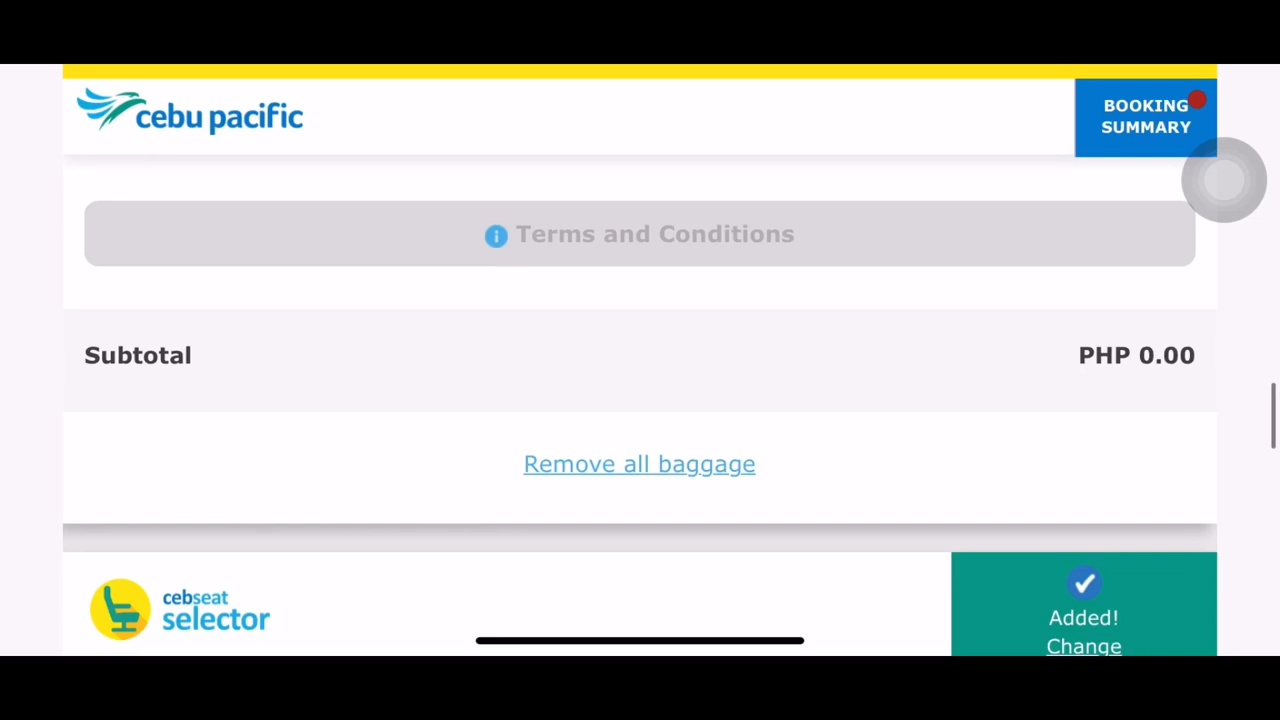 cebu pacific
BOOKING
SUMMARY
i Terms and Conditions
Subtotal PHP 0.00
Remove all baggage
cebseat
selector
Added!
Change